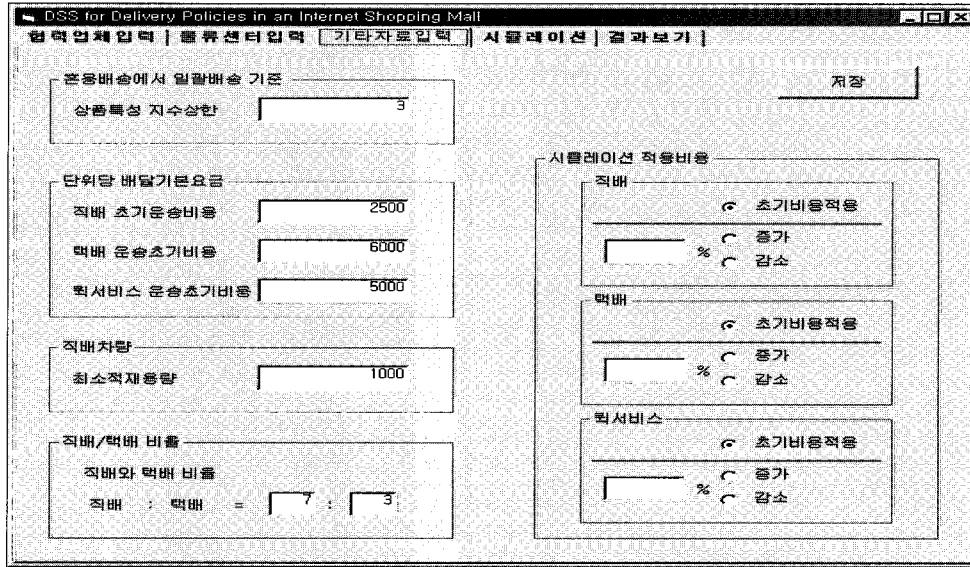 DSS for Delivery Policies in an Internet Shopping Mall
협력업체입력 | 물류센터입력 | 기타자료입력 | 시뮬레이션 | 결과보기 |
혼용배송에서 일괄배송 기준
상품특성 지수상한 3
저장
단위당 배달기본요금
직배 초기운송비용 2500
택배 운송초기비용 6000
퀵서비스 운송초기비용 5000
직배차량
최소적재용량 1000
직배/택배 비율
직배와 택배 비율
직배 : 택배 = 7 : 3
시뮬레이션 적용비용
직배
초기비용적용
% 증가
감소
택배
초기비용적용
% 증가
감소
퀵서비스
초기비용적용
% 증가
감소